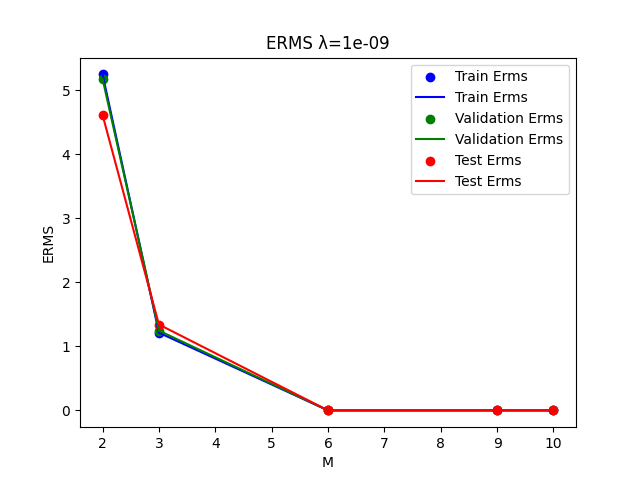 ERMS λ=1e-09
Train Erms
Train Erms
Validation Erms
Validation Erms
Test Erms
Test Erms
ERMS
5
4
3
2
1
0
2 3 4 5 6 7 8 9 10
M